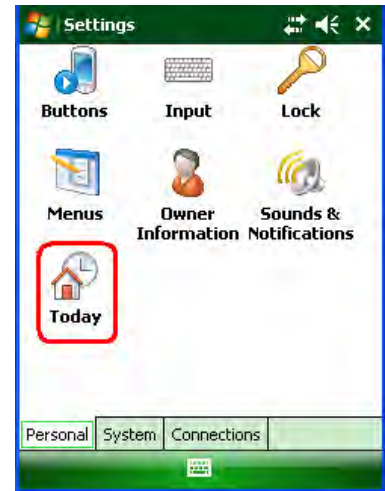 Settings
Buttons Input Lock
Menus Owner Information Sounds & Notifications
Today
Personal System Connections